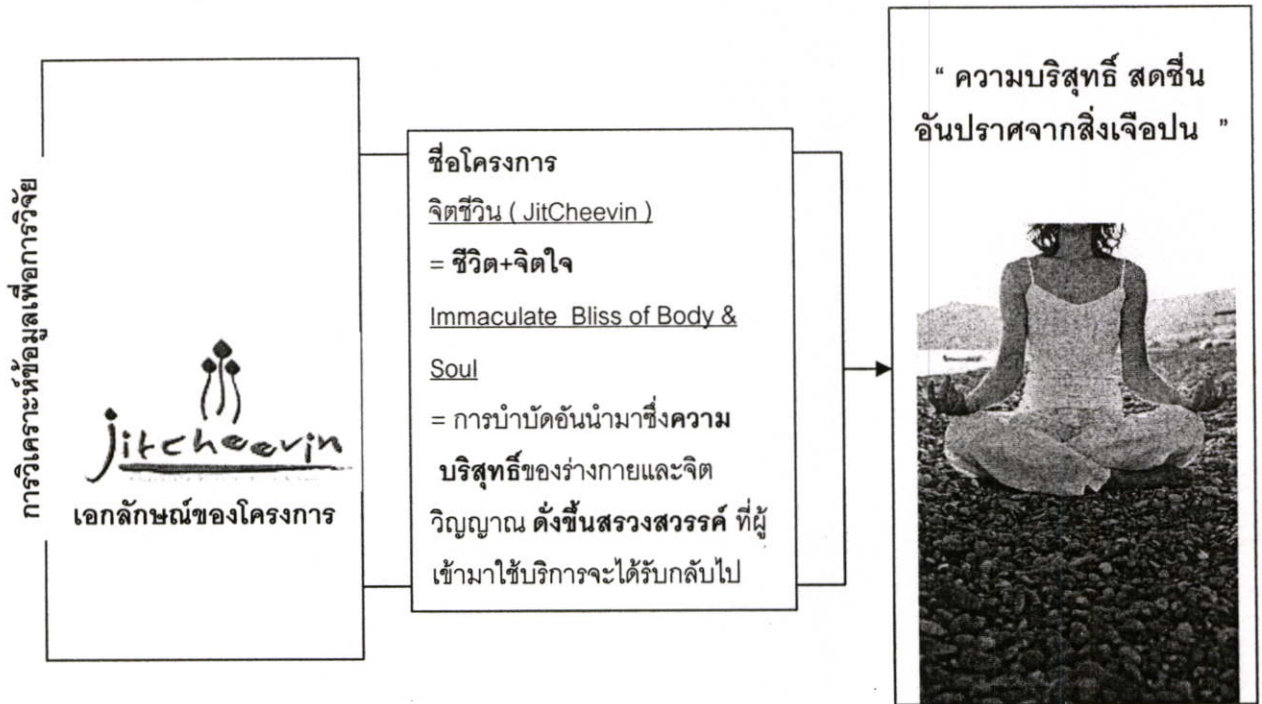 การวิเคราะห์ข้อมูลเพื่อการวิจัย
jitcheevin
เอกลักษณ์ของโครงการ
ชื่อโครงการ
จิตชีวิน ( JitCheevin )
= ชีวิต+จิตใจ
Immaculate Bliss of Body &
Soul
= การบำบัดอันนำมาซึ่งความ
บริสุทธิ์ของร่างกายและจิต
วิญญาณ ดั่งขึ้นสรวงสวรรค์ ที่ผู้
เข้ามาใช้บริการจะได้รับกลับไป
“ ความบริสุทธิ์ สดชื่น
อันปราศจากสิ่งเจือปน ”